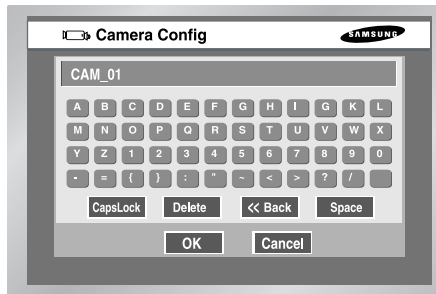 Camera Config
SAMSUNG
CAM_01
A B C D E F G H I G K L
M N O P Q R S T U V W X
Y Z 1 2 3 4 5 6 7 8 9 0
- = { } : " ~ < > ? /
CapsLock Delete << Back Space
OK Cancel